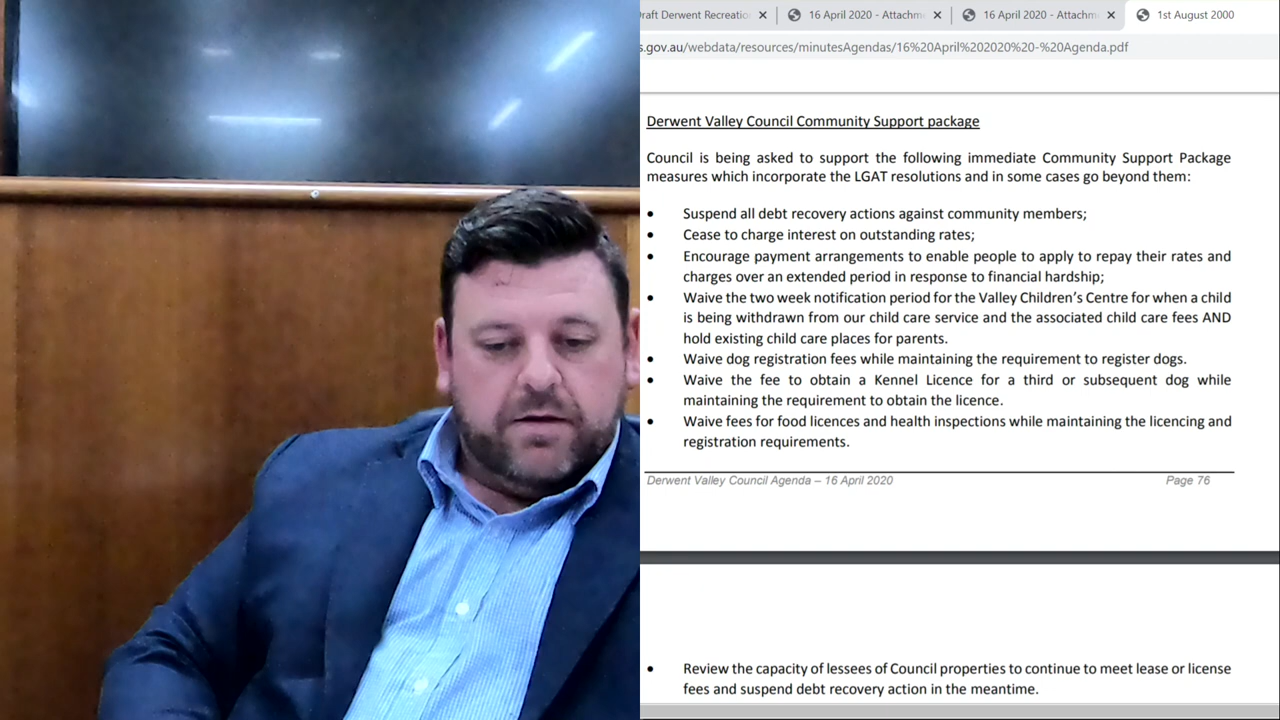 raft Derwent Recreatio
16 April 2020 - Attachm
16 April 2020 - Attachm
1st August 2000
s.gov.au/webdata/resources/minutesAgendas/16%20April%202020%20-%20Agenda.pdf
Derwent Valley Council Community Support package
Council is being asked to support the following immediate Community Support Package
measures which incorporate the LGAT resolutions and in some cases go beyond them:
• Suspend all debt recovery actions against community members;
• Cease to charge interest on outstanding rates;
• Encourage payment arrangements to enable people to apply to repay their rates and
charges over an extended period in response to financial hardship;
• Waive the two week notification period for the Valley Children's Centre for when a child
is being withdrawn from our child care service and the associated child care fees AND
hold existing child care places for parents.
• Waive dog registration fees while maintaining the requirement to register dogs.
• Waive the fee to obtain a Kennel Licence for a third or subsequent dog while
maintaining the requirement to obtain the licence.
• Waive fees for food licences and health inspections while maintaining the licencing and
registration requirements.
Derwent Valley Council Agenda – 16 April 2020 Page 76
• Review the capacity of lessees of Council properties to continue to meet lease or license
fees and suspend debt recovery action in the meantime.